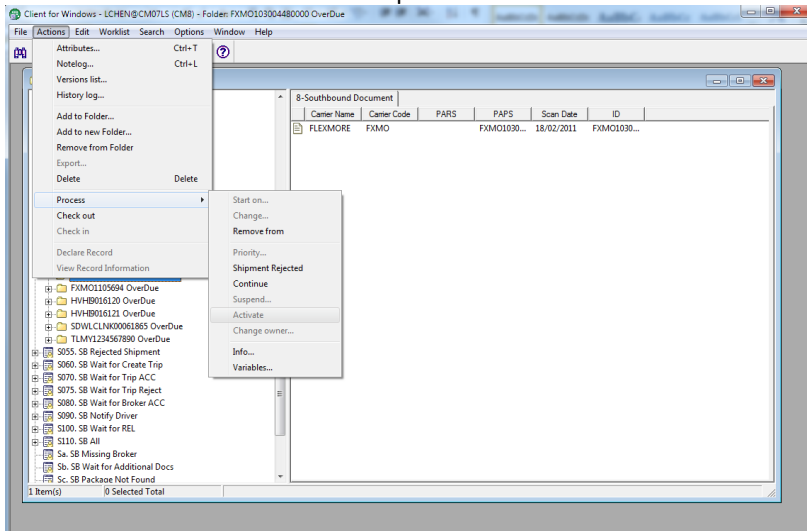 Client for Windows - LCHEN@CM07LS (CM8) - Folder: FXMO103004480000 OverDue
File Actions Edit Worklist Search Options Window Help
Attributes... Ctrl+T
Notelog... Ctrl+L
Versions list...
History log...
Add to Folder...
Add to new Folder...
Remove from Folder
Export...
Delete Delete
Process
Check out
Check in
Declare Record
View Record Information
Start on...
Change...
Remove from
Priority...
Shipment Rejected
Continue
Suspend...
Activate
Change owner...
Info...
Variables...
8-Southbound Document
Carrier Name Carrier Code PARS PAPS Scan Date ID
FLEXMORE FXMO FXMO1030... 18/02/2011 FXMO1030...
FXMO1105694 OverDue
HVHI9016120 OverDue
HVHI9016121 OverDue
SDWLCLNK00061865 OverDue
TLMY1234567890 OverDue
S055. SB Rejected Shipment
S060. SB Wait for Create Trip
S070. SB Wait for Trip ACC
S075. SB Wait for Trip Reject
S080. SB Wait for Broker ACC
S090. SB Notify Driver
S100. SB Wait for REL
S110. SB All
Sa. SB Missing Broker
Sb. SB Wait for Additional Docs
Sc. SB Package Not Found
1 Item(s) 0 Selected Total